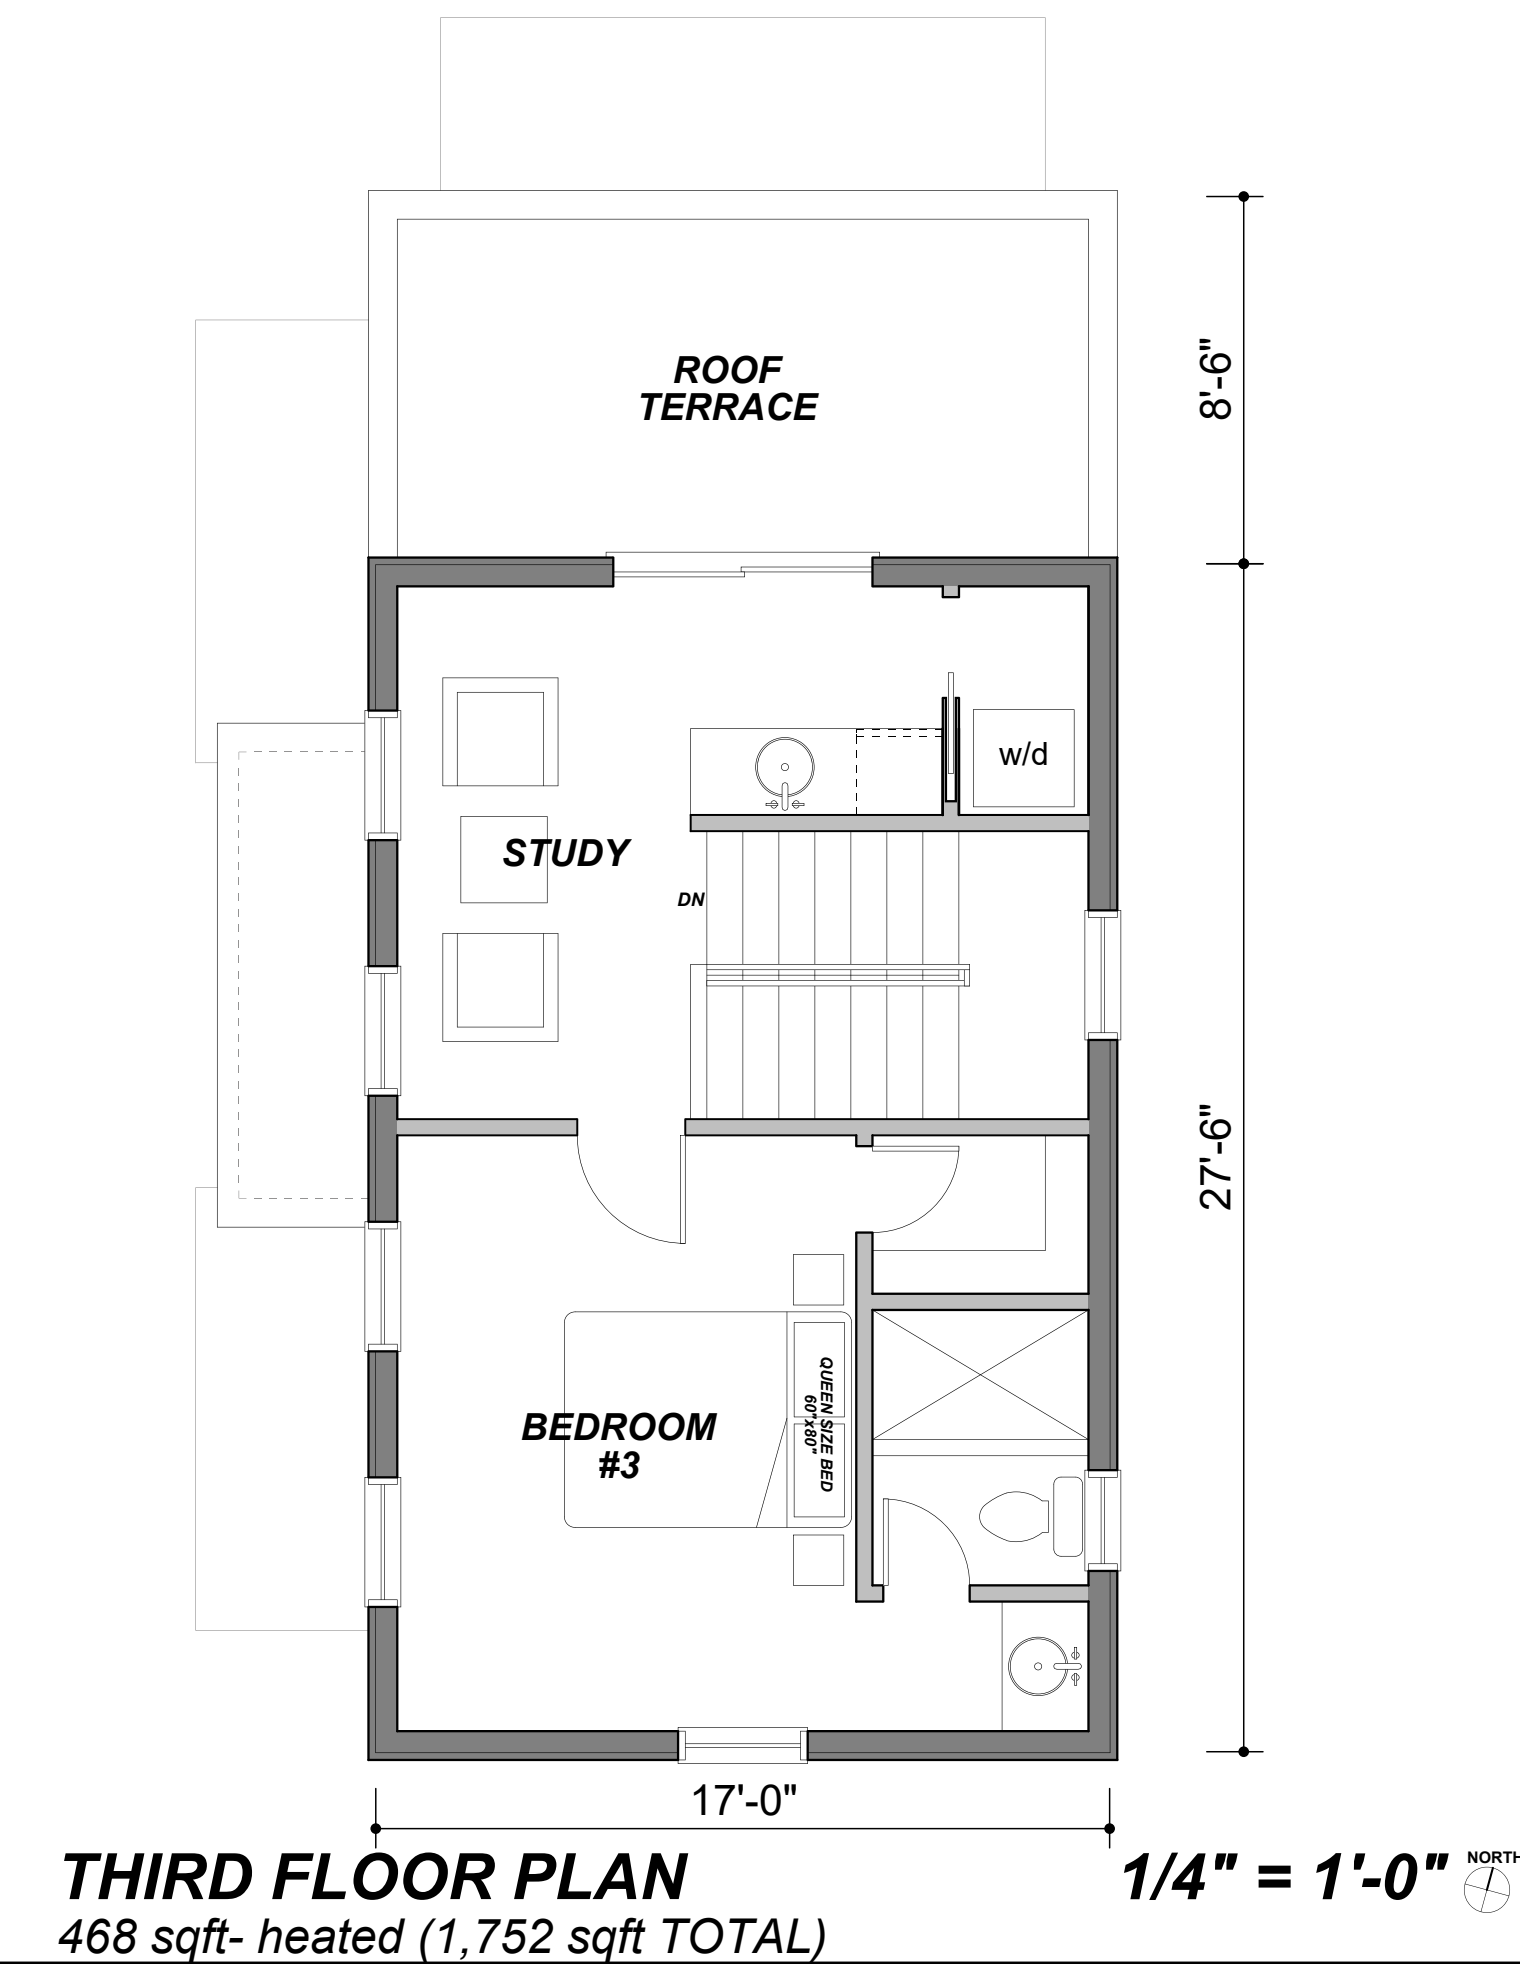 ROOF
TERRACE
8'-6"
w/d
STUDY
DN
27'-6"
QUEEN SIZE BED
60"x80"
BEDROOM
#3
17'-0"
THIRD FLOOR PLAN
1/4" = 1'-0"
NORTH
468 sqft- heated (1,752 sqft TOTAL)